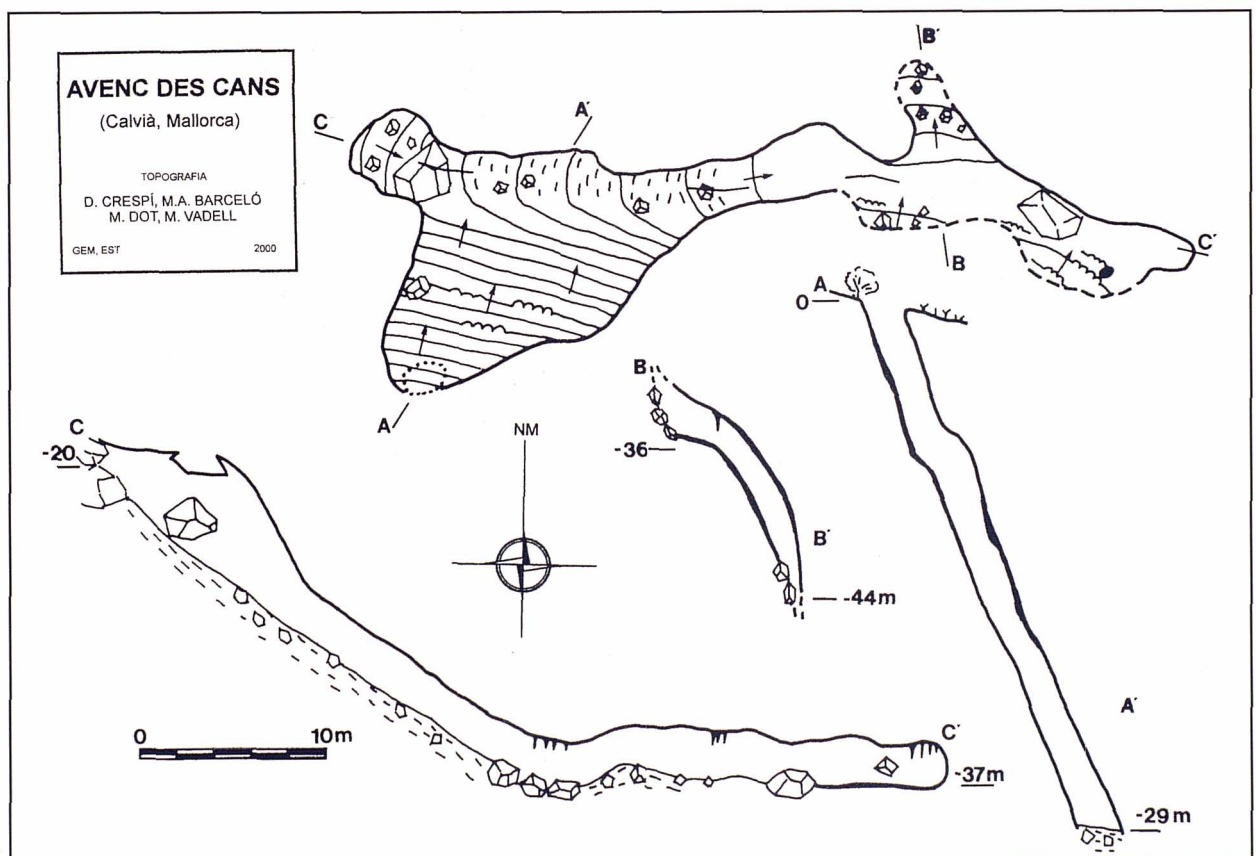 AVENC DES CANS
(Calvià, Mallorca)
TOPOGRAFIA
D. CRESPÍ, M.A. BARCELÓ
M. DOT, M. VADELL
GEM, EST 2000
B´
C
A´
C´
B
A
A
0
B
-36
NM
C
-20
B´
-44m
A´
0 10m
C´
-37m
-29m